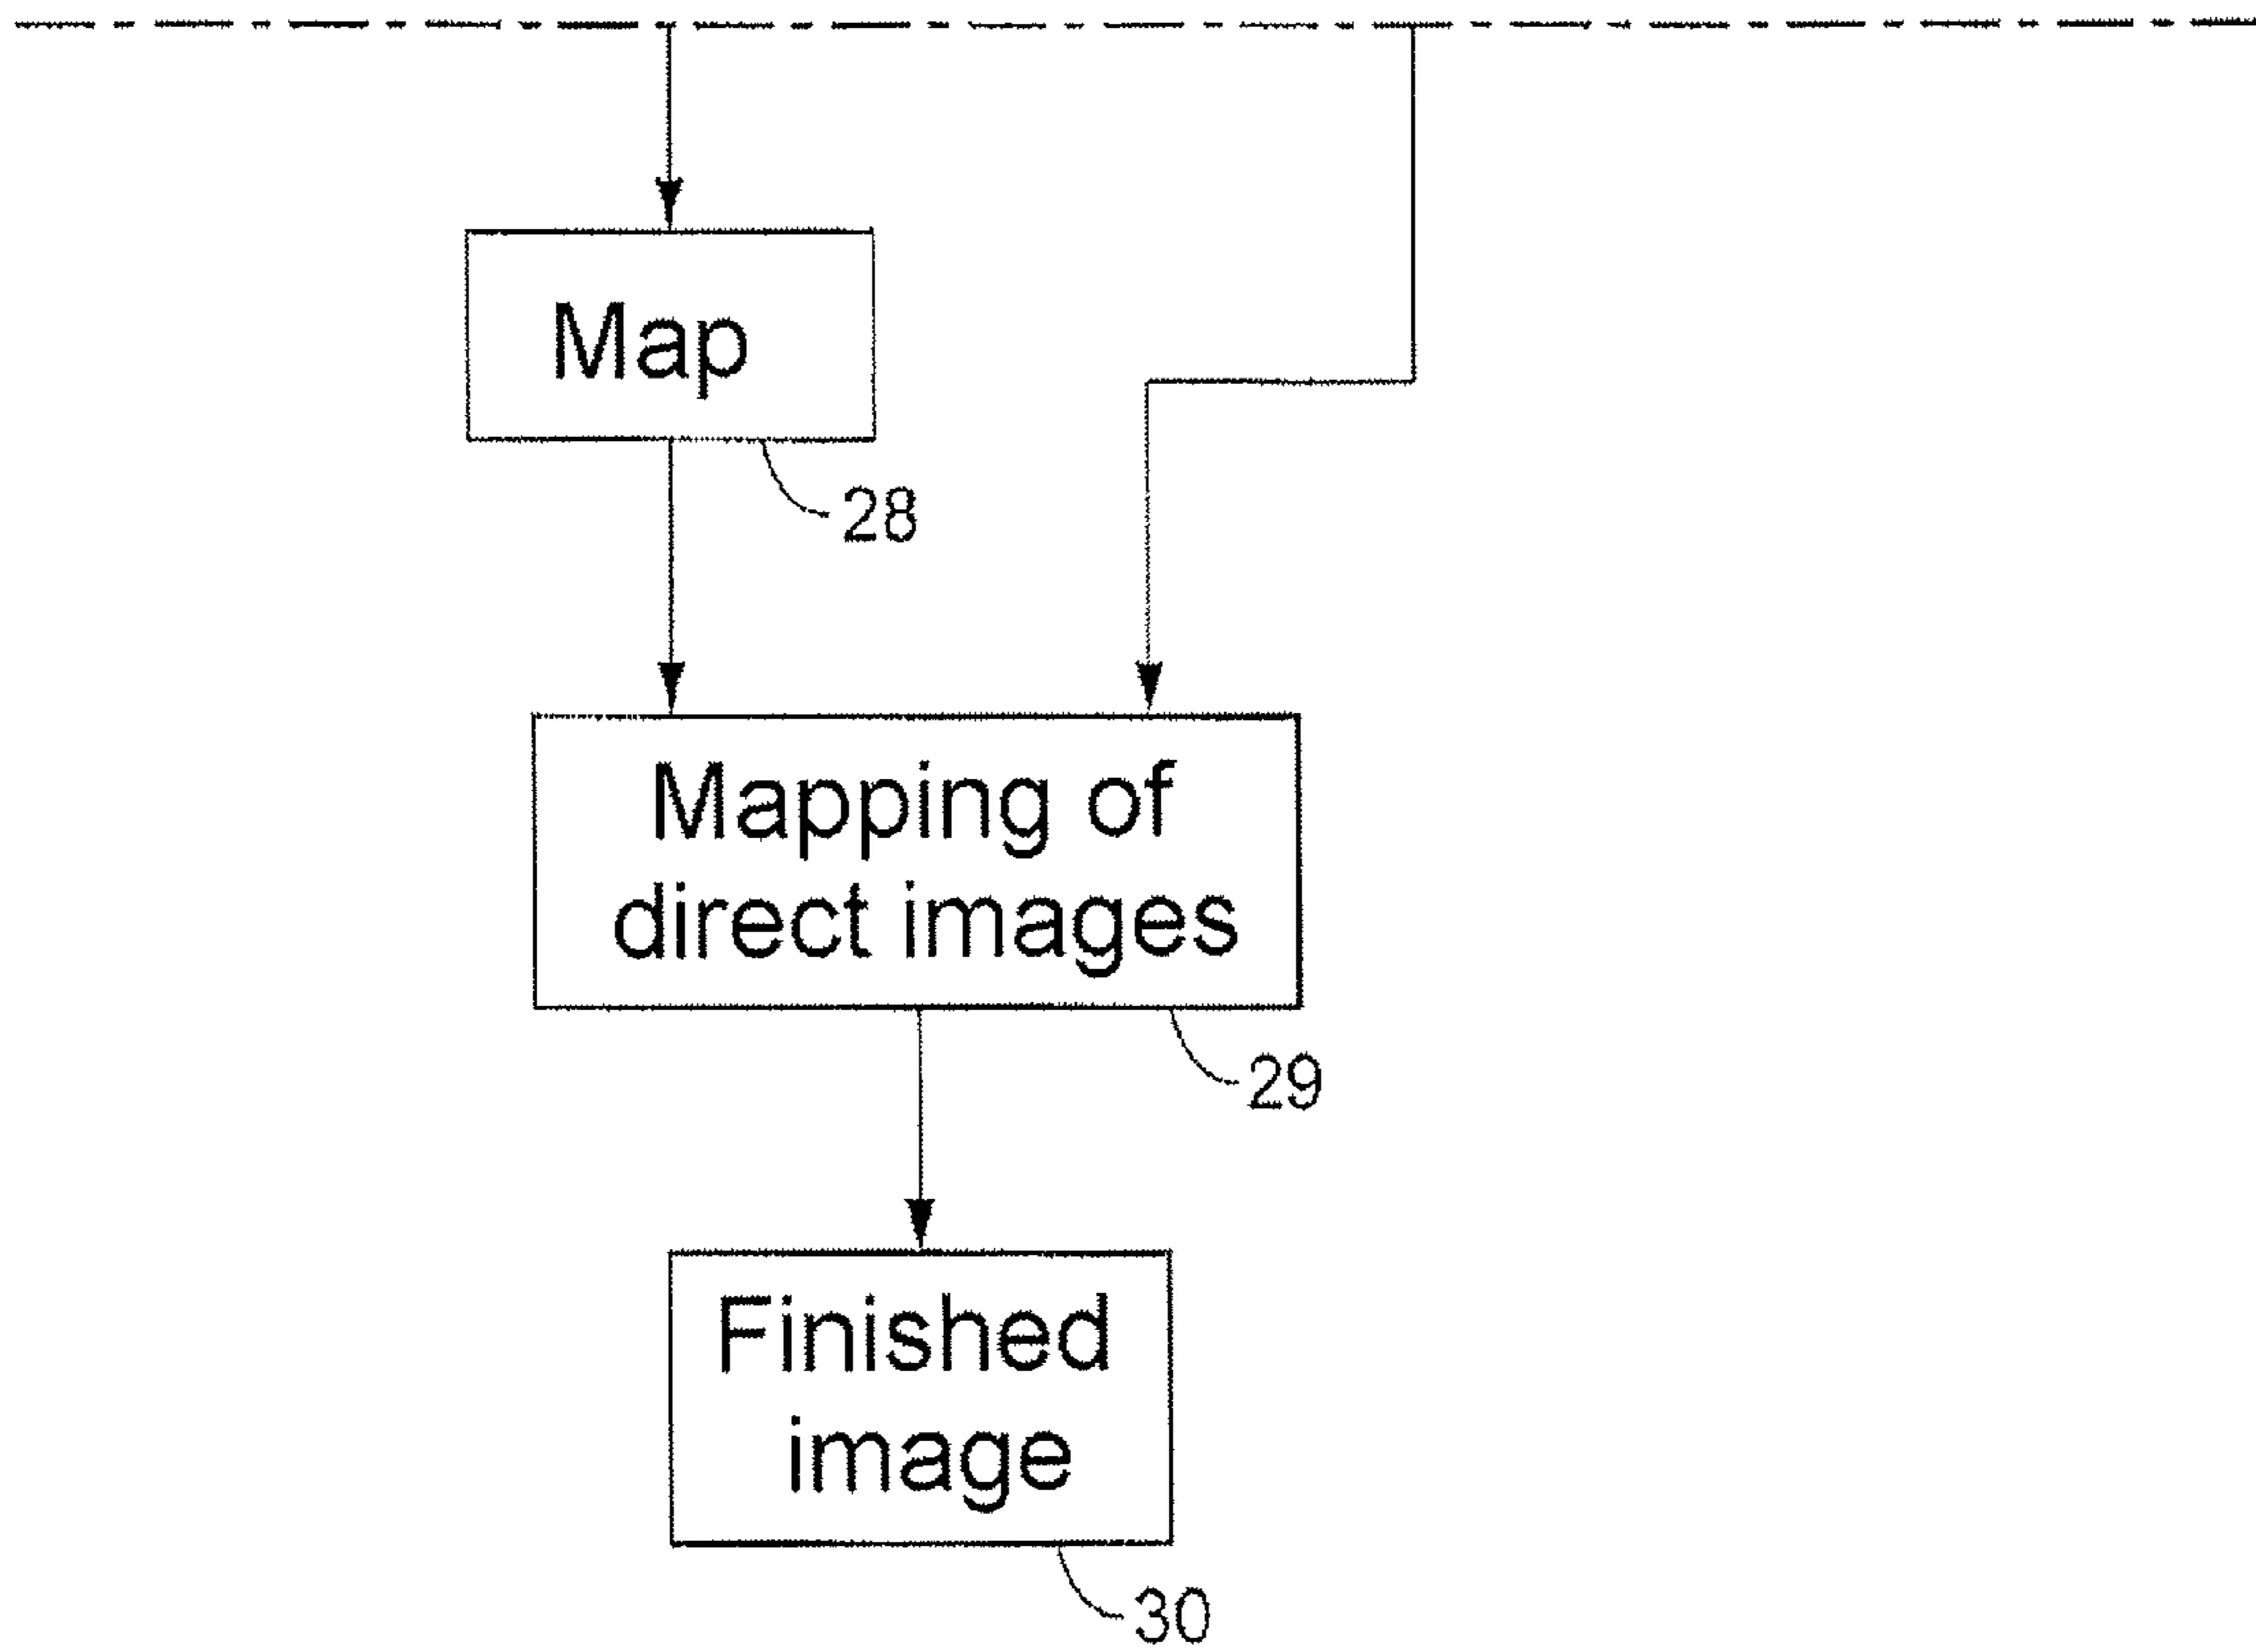 Map
28
Mapping of
direct images
29
Finished
image
30